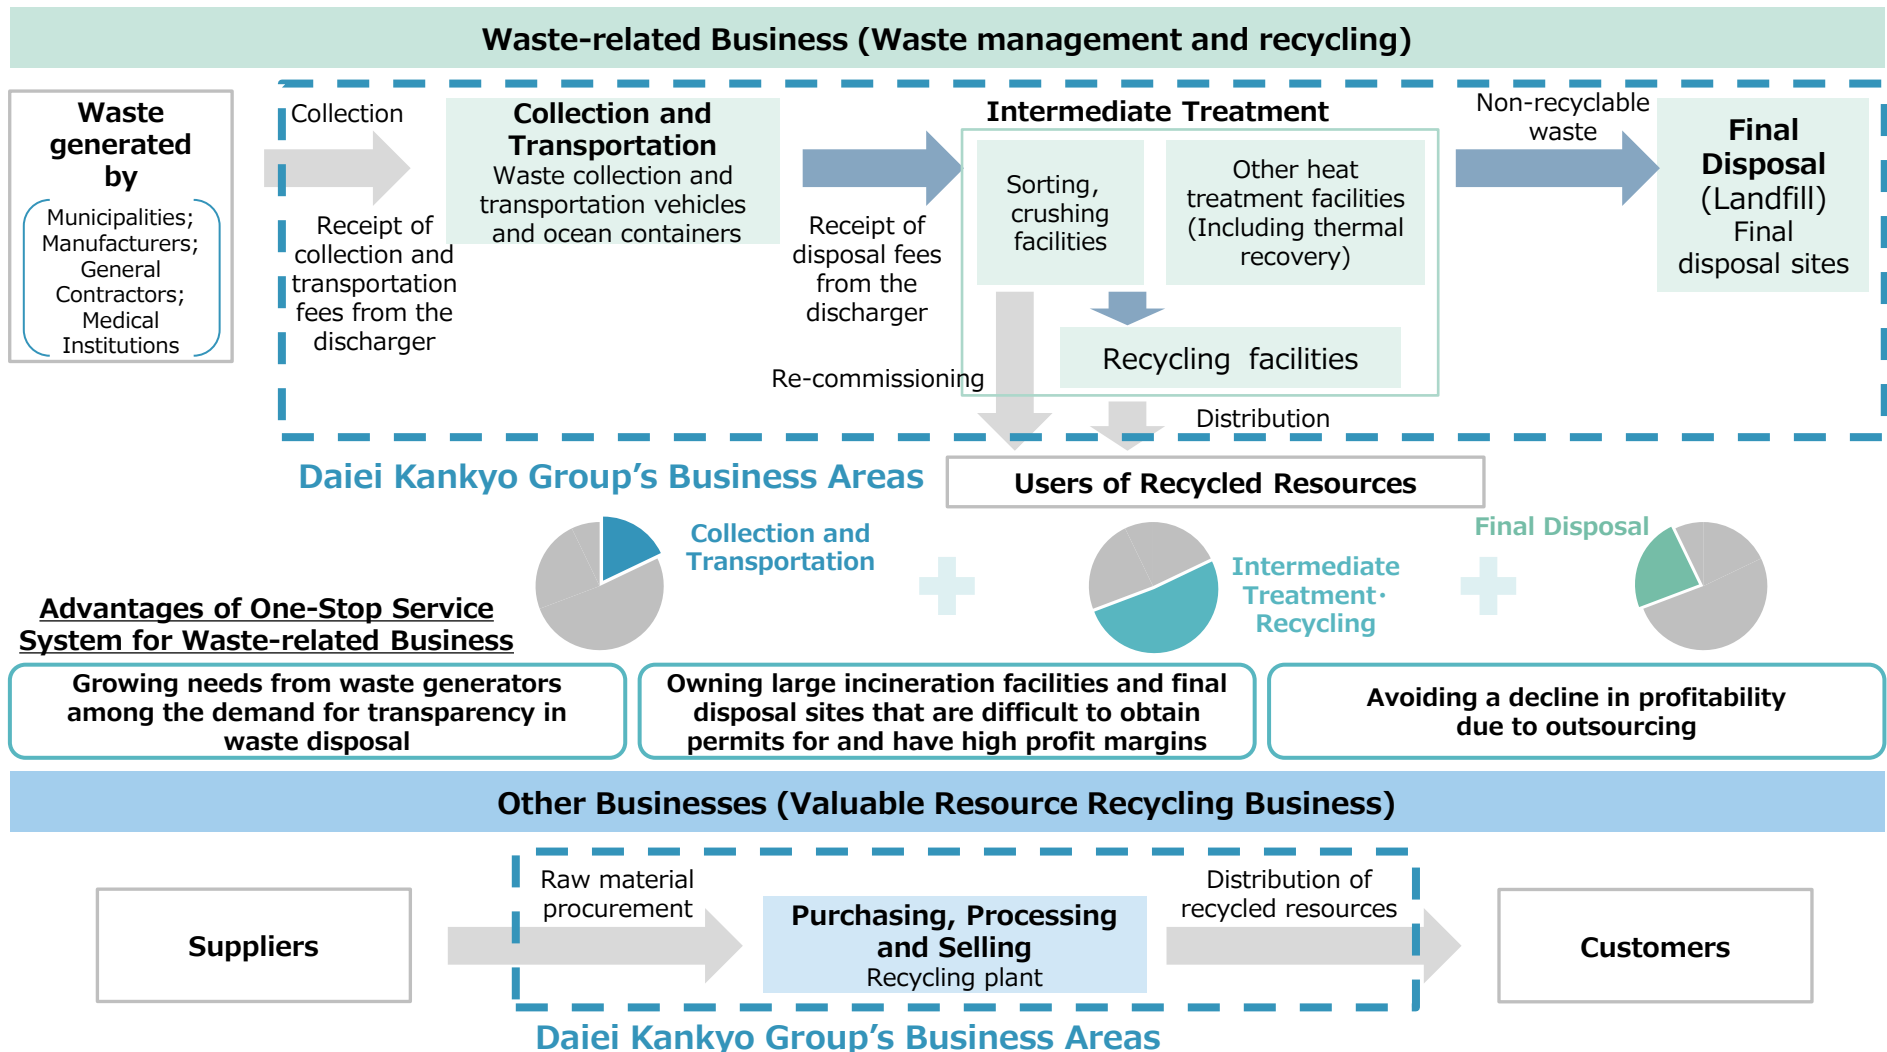 Waste-related Business (Waste management and recycling)
Waste
generated
by
Municipalities;
Manufacturers;
General
Contractors;
Medical
Institutions
Collection
Receipt of
collection and
transportation
fees from the
discharger
Collection and
Transportation
Waste collection and
transportation vehicles
and ocean containers
Receipt of
disposal fees
from the
discharger
Intermediate Treatment
Sorting,
crushing
facilities
Other heat
treatment facilities
(Including thermal
recovery)
Recycling facilities
Re-commissioning
Distribution
Non-recyclable
waste
Final
Disposal
(Landfill)
Final
disposal sites
Daiei Kankyo Group’s Business Areas
Users of Recycled Resources
Collection and
Transportation
Intermediate
Treatment・
Recycling
Final Disposal
Advantages of One-Stop Service
System for Waste-related Business
Growing needs from waste generators
among the demand for transparency in
waste disposal
Owning large incineration facilities and final
disposal sites that are difficult to obtain
permits for and have high profit margins
Avoiding a decline in profitability
due to outsourcing
Other Businesses (Valuable Resource Recycling Business)
Suppliers
Raw material
procurement
Purchasing, Processing
and Selling
Recycling plant
Distribution of
recycled resources
Customers
Daiei Kankyo Group’s Business Areas